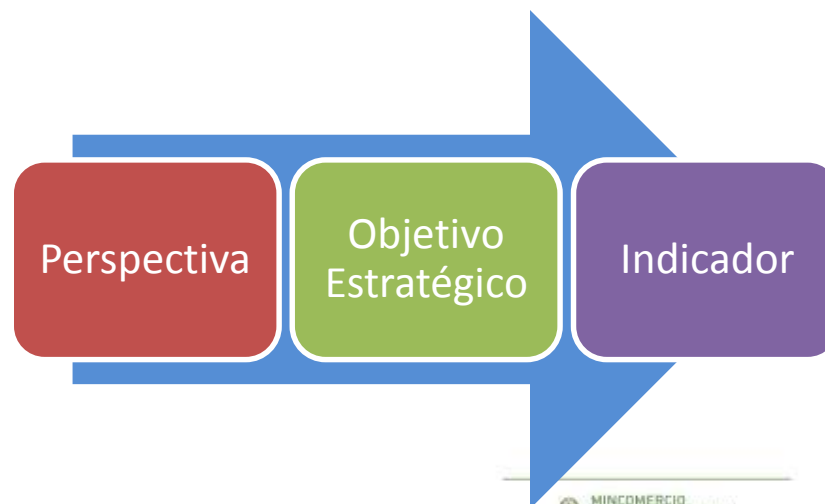 Perspectiva
Objetivo
Estratégico
Indicador
MINCOMERCIO